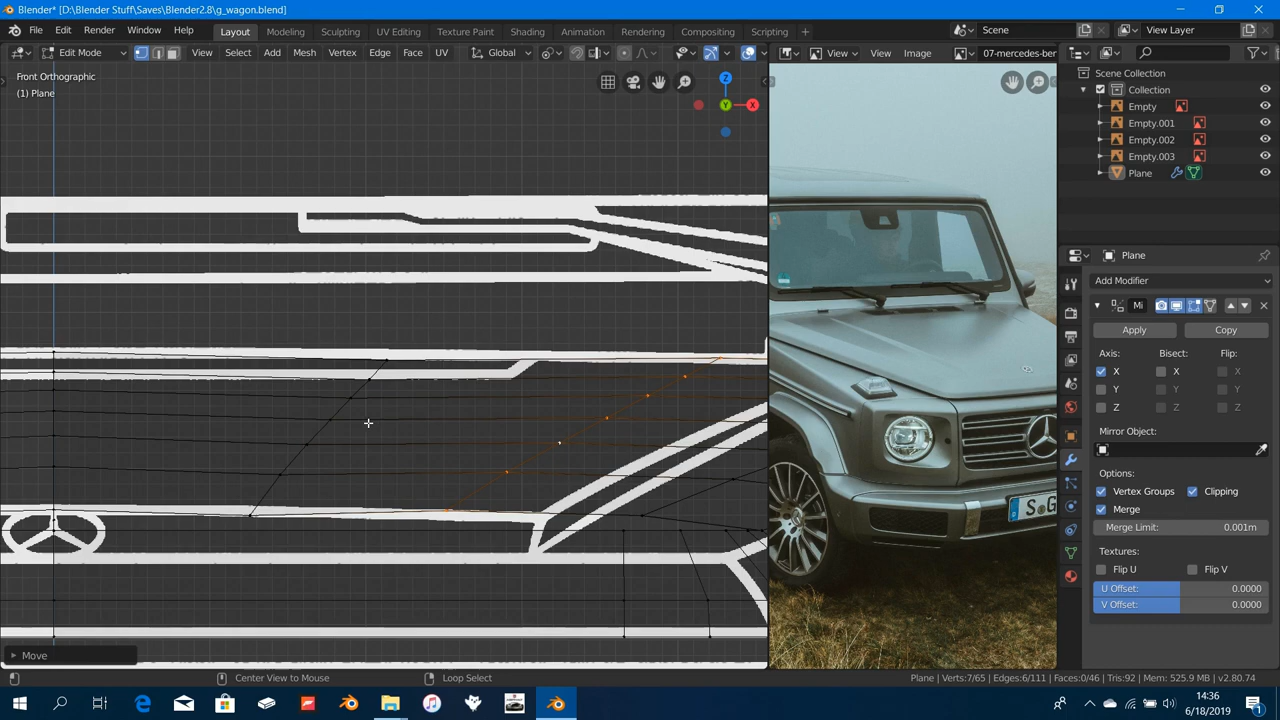 Blender* [D:\Blender Stuff\Saves\Blender2.8\g_wagon.blend]
File Edit Render Window Help Layout Modeling Sculpting UV Editing Texture Paint Shading Animation Rendering Compositing Scripting + Scene View Layer
Edit Mode View Select Add Mesh Vertex Edge Face UV Global View View Image 07-mercedes-ber
Front Orthographic
(1) Plane
Z
Y
X
Scene Collection
Collection
Empty
Empty.001
Empty.002
Empty.003
Plane
Plane
Add Modifier
Mi
Apply Copy
Axis: Bisect: Flip:
X X X
Y Y Y
Z Z Z
Mirror Object:
Options:
Vertex Groups Clipping
Merge
Merge Limit: 0.001m
Textures:
Flip U Flip V
U Offset: 0.0000
V Offset: 0.0000
Move
Center View to Mouse Loop Select Plane | Verts:7/65 | Edges:6/111 | Faces:0/46 | Tris:92 | Mem: 525.9 MB | v2.80.74
14:36
6/18/2019